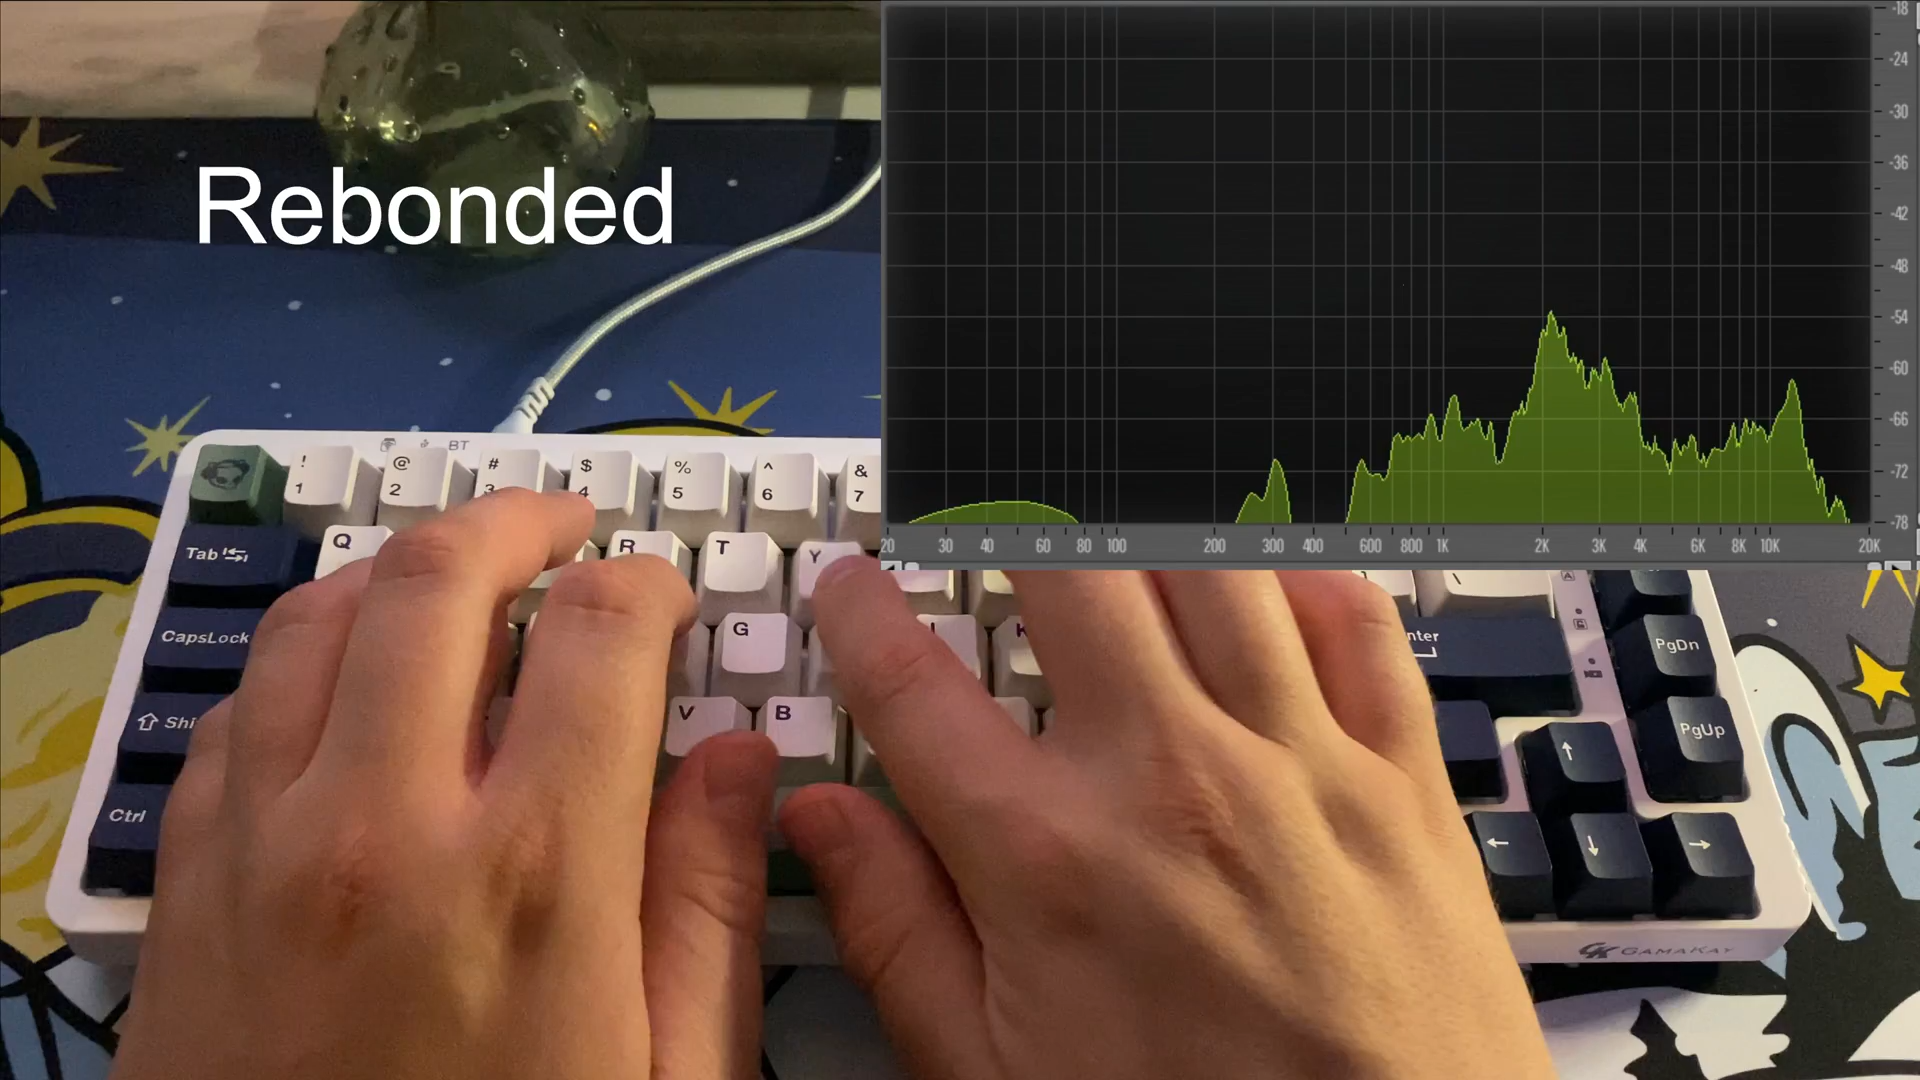 Rebonded
BT
! @ # $ % ^ &
1 2 3 4 5 6 7
Tab Q R T Y \
CapsLock G K Enter PgDn
Shi V B ↑ PgUp
Ctrl ← ↓ →
GAMAKAY
-18
-24
-30
-36
-42
-48
-54
-60
-66
-72
-78
20 30 40 60 80 100 200 300 400 600 800 1K 2K 3K 4K 6K 8K 10K 20K